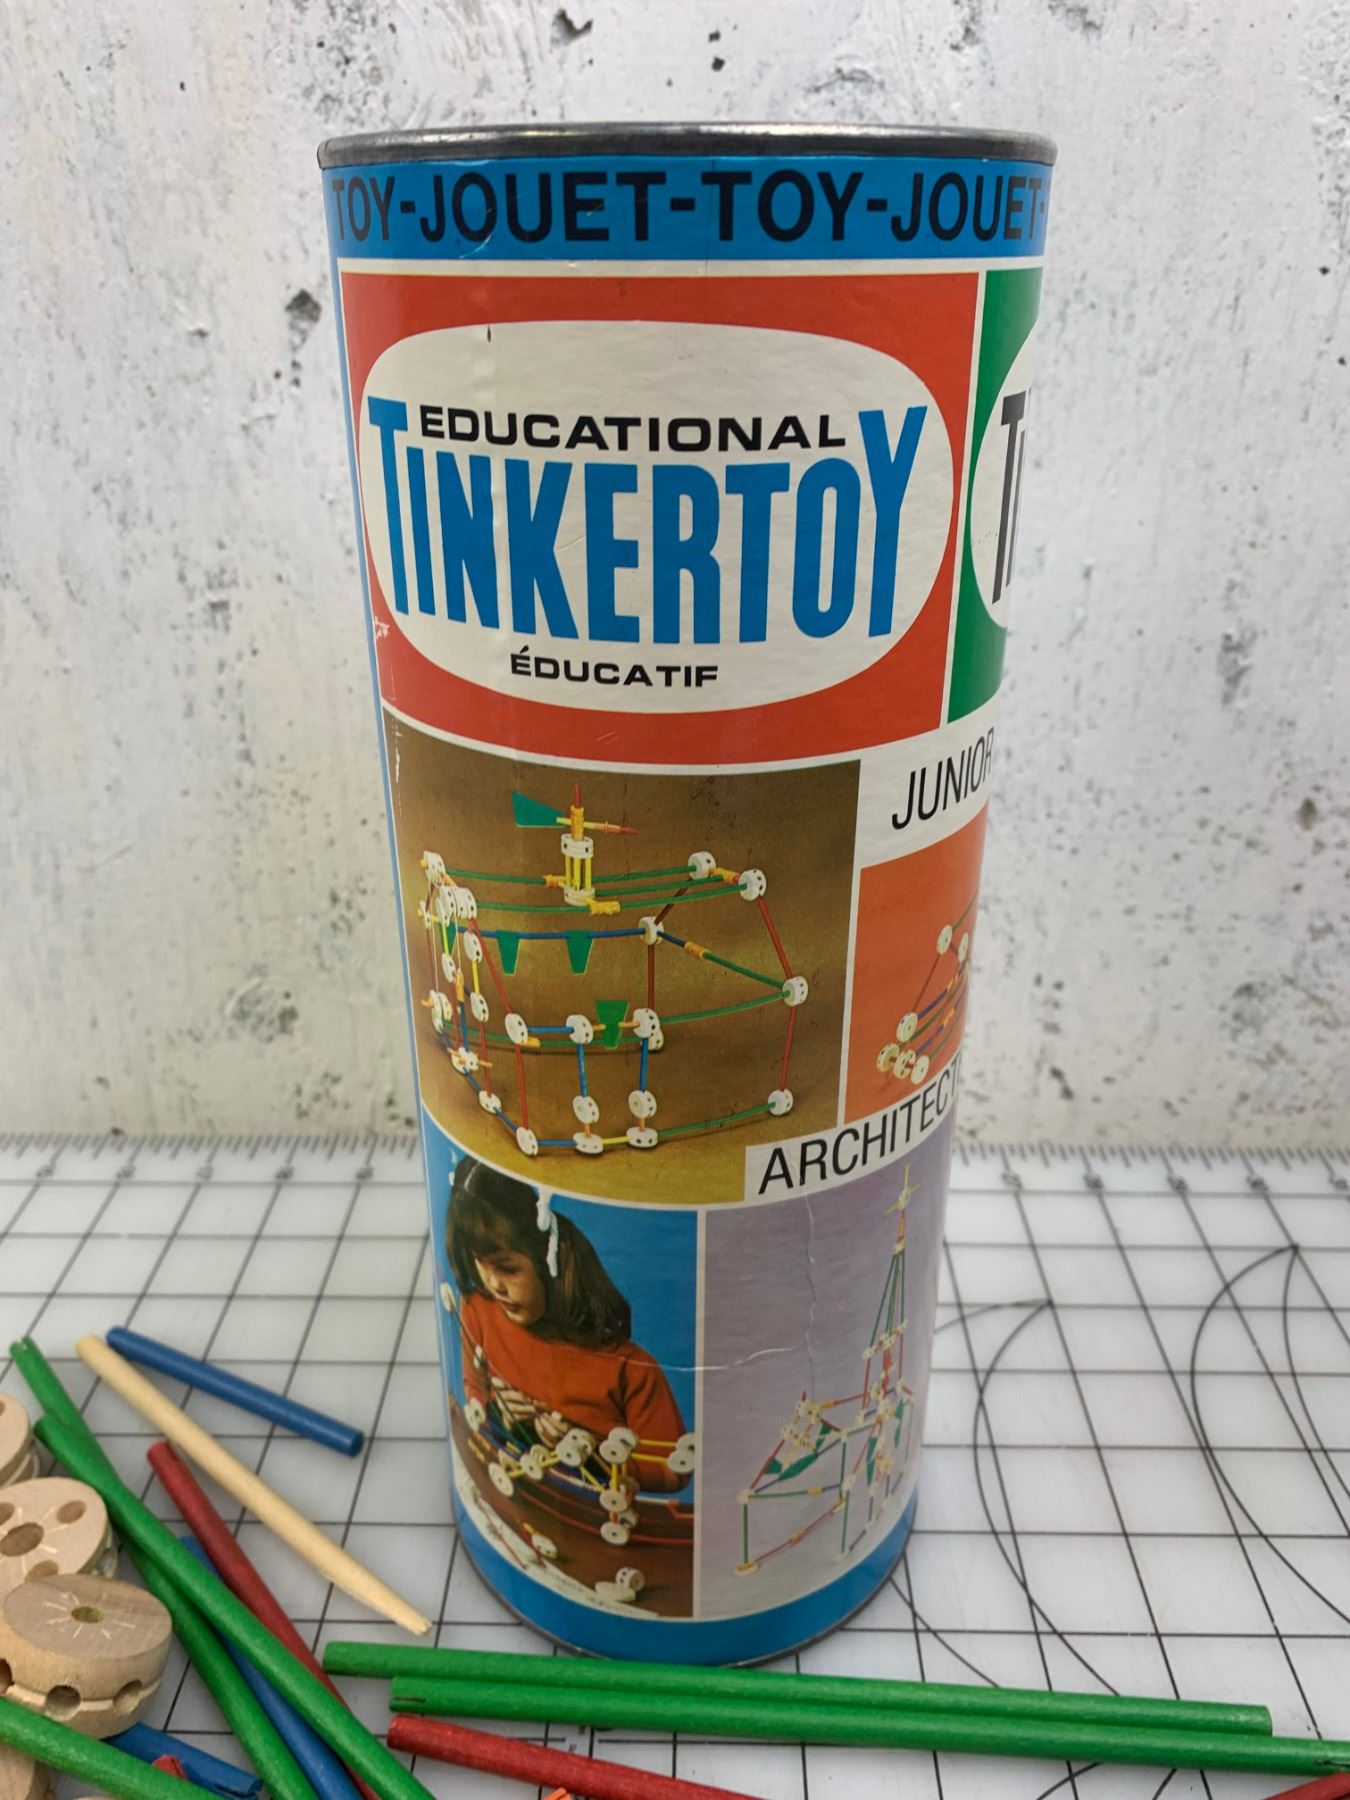 TOY-JOUET-TOY-JOUET-
EDUCATIONAL
TINKERTOY
ÉDUCATIF
JUNIOR
ARCHITECT